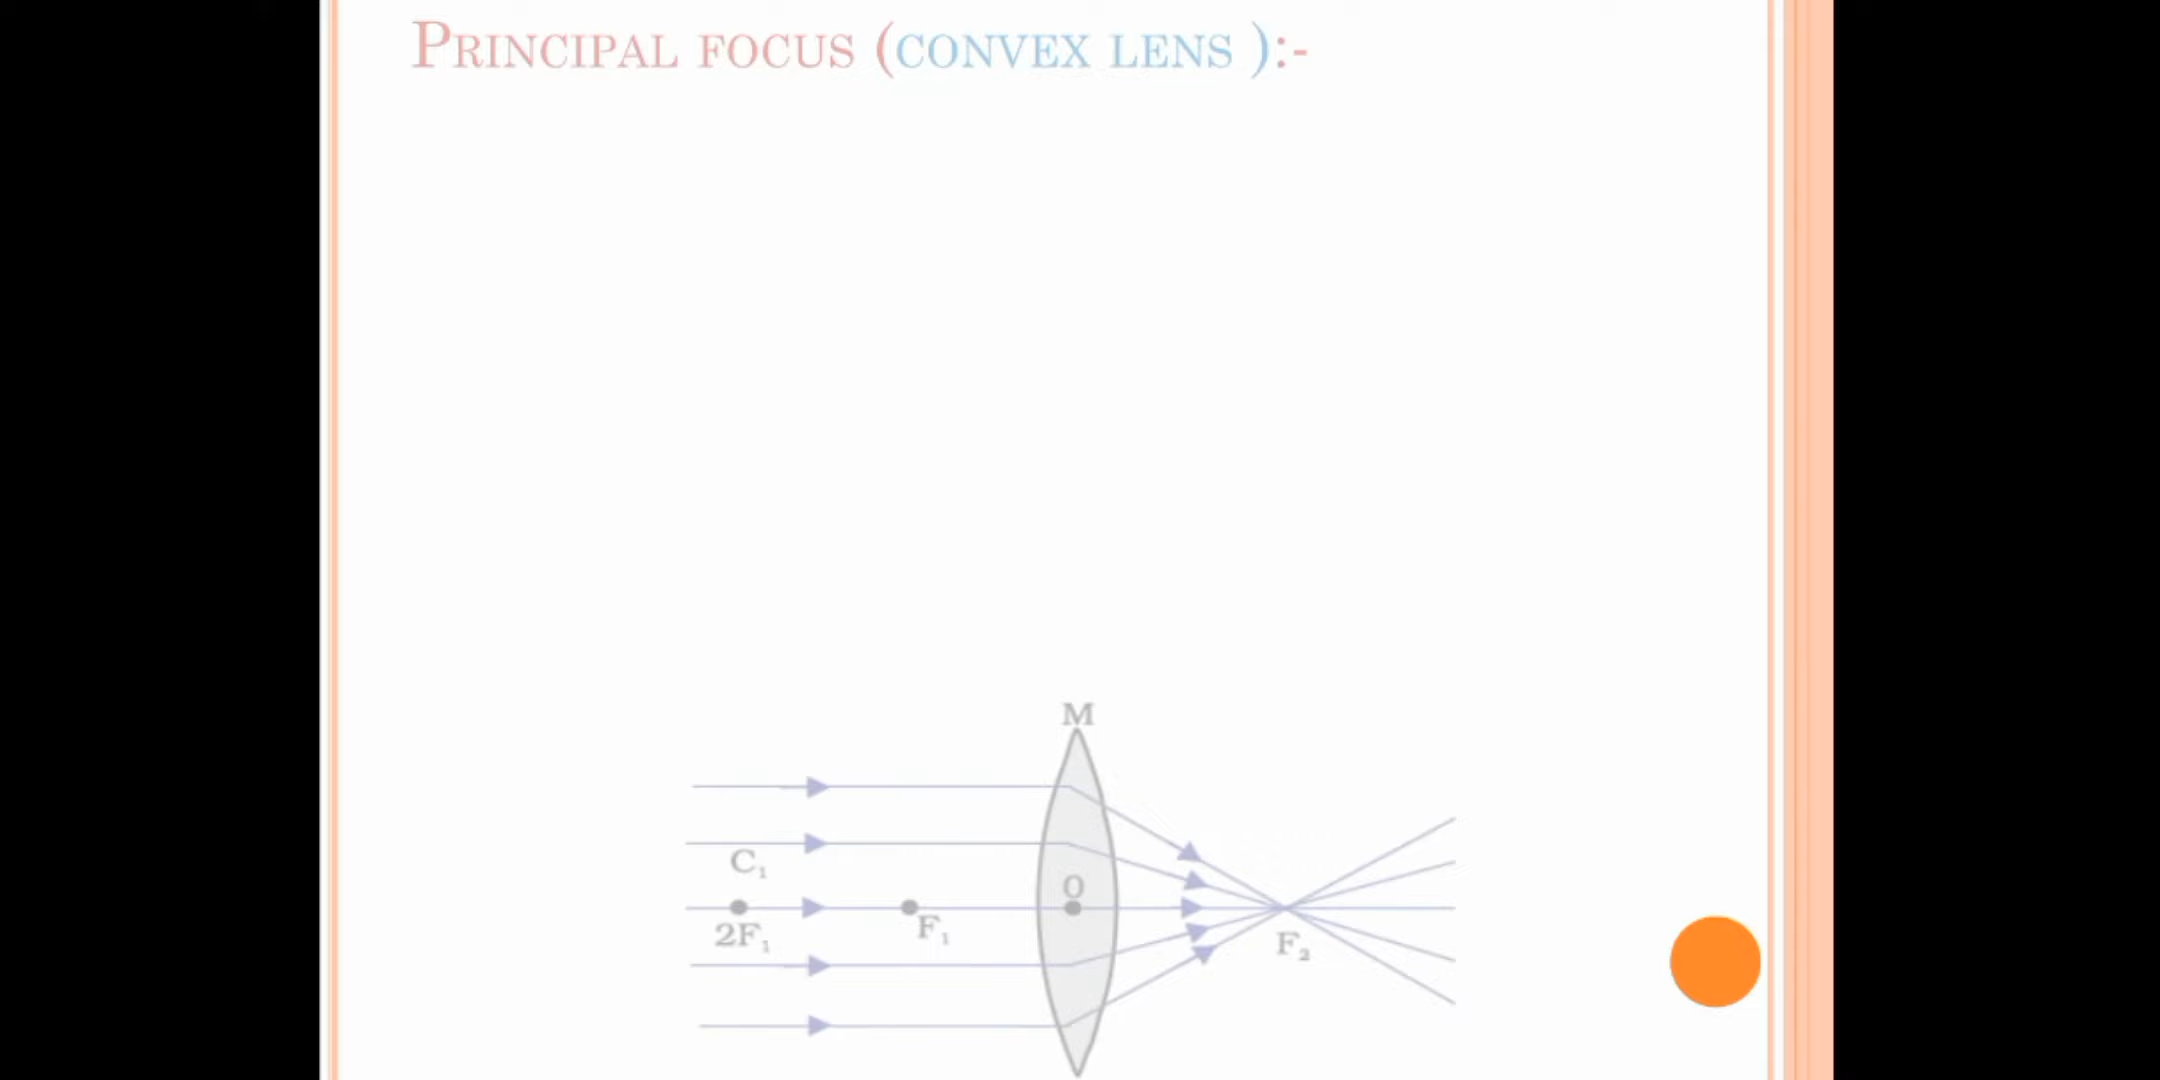 PRINCIPAL FOCUS (CONVEX LENS ):-
M
C₁
O
2F₁
F₁
F₂